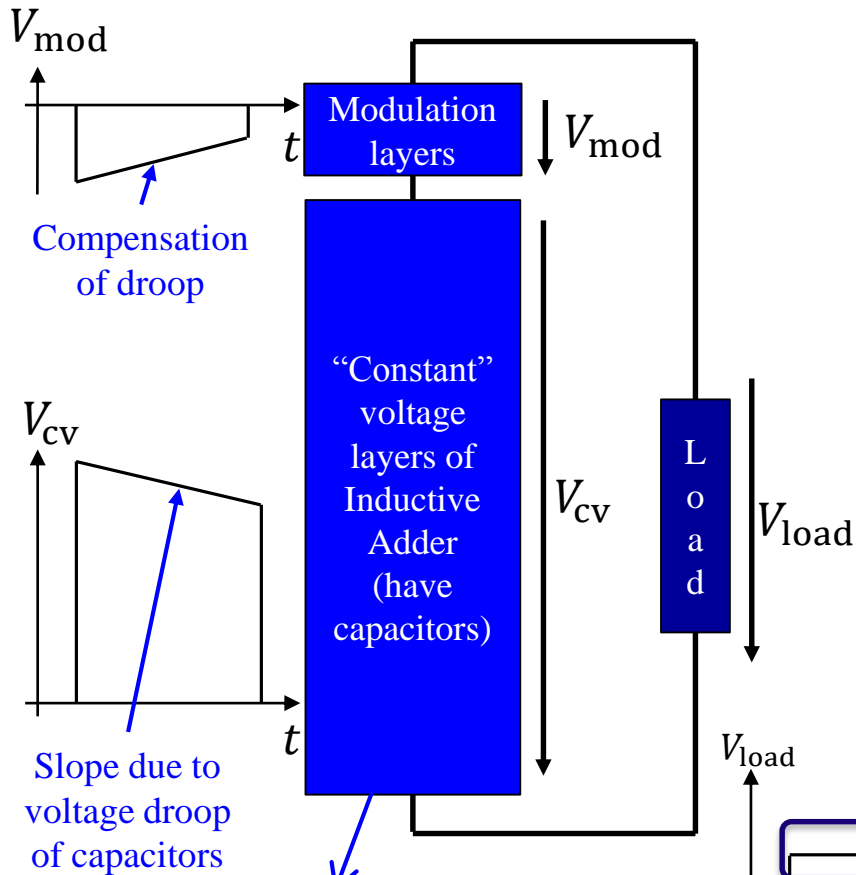 V_mod
t
Modulation
layers
V_mod
Compensation
of droop
V_cv
t
Slope due to
voltage droop
of capacitors
“Constant”
voltage
layers of
Inductive
Adder
(have
capacitors)
V_cv
L
o
a
d
V_load
V_load